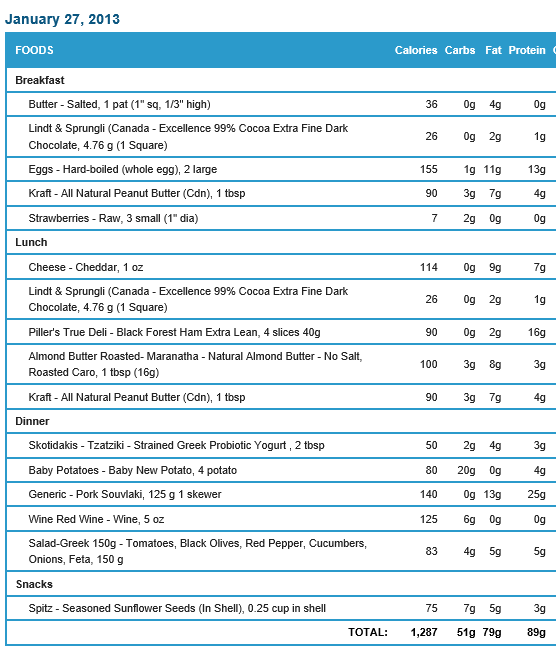 January 27, 2013
FOODS Calories Carbs Fat Protein
Breakfast
Butter - Salted, 1 pat (1" sq, 1/3" high) 36 0g 4g 0g
Lindt & Sprungli (Canada - Excellence 99% Cocoa Extra Fine Dark
Chocolate, 4.76 g (1 Square) 26 0g 2g 1g
Eggs - Hard-boiled (whole egg), 2 large 155 1g 11g 13g
Kraft - All Natural Peanut Butter (Cdn), 1 tbsp 90 3g 7g 4g
Strawberries - Raw, 3 small (1" dia) 7 2g 0g 0g
Lunch
Cheese - Cheddar, 1 oz 114 0g 9g 7g
Lindt & Sprungli (Canada - Excellence 99% Cocoa Extra Fine Dark
Chocolate, 4.76 g (1 Square) 26 0g 2g 1g
Piller's True Deli - Black Forest Ham Extra Lean, 4 slices 40g 90 0g 2g 16g
Almond Butter Roasted- Maranatha - Natural Almond Butter - No Salt,
Roasted Caro, 1 tbsp (16g) 100 3g 8g 3g
Kraft - All Natural Peanut Butter (Cdn), 1 tbsp 90 3g 7g 4g
Dinner
Skotidakis - Tzatziki - Strained Greek Probiotic Yogurt , 2 tbsp 50 2g 4g 3g
Baby Potatoes - Baby New Potato, 4 potato 80 20g 0g 4g
Generic - Pork Souvlaki, 125 g 1 skewer 140 0g 13g 25g
Wine Red Wine - Wine, 5 oz 125 6g 0g 0g
Salad-Greek 150g - Tomatoes, Black Olives, Red Pepper, Cucumbers,
Onions, Feta, 150 g 83 4g 5g 5g
Snacks
Spitz - Seasoned Sunflower Seeds (In Shell), 0.25 cup in shell 75 7g 5g 3g
TOTAL: 1,287 51g 79g 89g